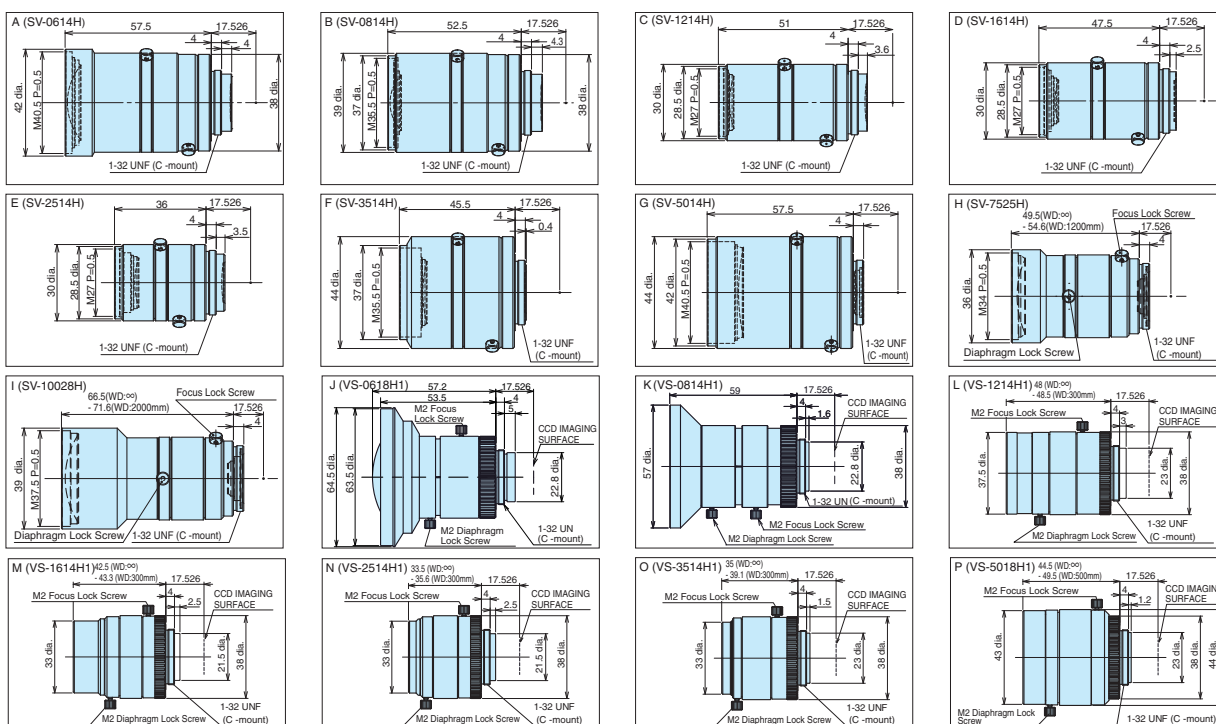 A (SV-0614H)
57.5
17.526
4
4
42 dia.
M40.5 P=0.5
38 dia.
1-32 UNF (C -mount)
B (SV-0814H)
52.5
17.526
4
4.3
39 dia.
37 dia.
M35.5 P=0.5
38 dia.
1-32 UNF (C -mount)
C (SV-1214H)
51
17.526
4
3.6
30 dia.
28.5 dia.
M27 P=0.5
1-32 UNF (C -mount)
D (SV-1614H)
47.5
17.526
4
2.5
30 dia.
28.5 dia.
M27 P=0.5
1-32 UNF (C -mount)
E (SV-2514H)
36
17.526
4
3.5
30 dia.
28.5 dia.
M27 P=0.5
1-32 UNF (C -mount)
F (SV-3514H)
45.5
17.526
4
0.4
44 dia.
37 dia.
M35.5 P=0.5
1-32 UNF
(C -mount)
G (SV-5014H)
57.5
17.526
4
44 dia.
42 dia.
M40.5 P=0.5
1-32 UNF
(C -mount)
H (SV-7525H)
49.5(WD:∞)
- 54.6(WD:1200mm)
Focus Lock Screw
17.526
4
36 dia.
M34 P=0.5
Diaphragm Lock Screw
1-32 UNF
(C -mount)
I (SV-10028H)
66.5(WD:∞)
- 71.6(WD:2000mm)
Focus Lock Screw
17.526
4
39 dia.
M37.5 P=0.5
Diaphragm Lock Screw
1-32 UNF (C -mount)
J (VS-0618H1)
57.2
17.526
53.5
4
5
M2 Focus
Lock Screw
CCD IMAGING
SURFACE
64.5 dia.
63.5 dia.
22.8 dia.
M2 Diaphragm
Lock Screw
1-32 UN
(C -mount)
K (VS-0814H1)
59
17.526
4
1.6
CCD IMAGING
SURFACE
57 dia.
22.8 dia.
38 dia.
1-32 UN (C -mount)
M2 Focus Lock Screw
M2 Diaphragm Lock Screw
L (VS-1214H1)
48 (WD:∞)
- 48.5 (WD:300mm)
17.526
M2 Focus Lock Screw
4
3
CCD IMAGING
SURFACE
37.5 dia.
23 dia.
38 dia.
M2 Diaphragm Lock Screw
1-32 UNF
(C -mount)
M (VS-1614H1)
42.5 (WD:∞)
- 43.3 (WD:300mm)
17.526
M2 Focus Lock Screw
4
2.5
CCD IMAGING
SURFACE
33 dia.
21.5 dia.
38 dia.
M2 Diaphragm Lock Screw
1-32 UNF
(C -mount)
N (VS-2514H1)
33.5 (WD:∞)
- 35.6 (WD:300mm)
17.526
M2 Focus Lock Screw
4
2.5
CCD IMAGING
SURFACE
33 dia.
21.5 dia.
38 dia.
M2 Diaphragm Lock Screw
1-32 UNF
(C -mount)
O (VS-3514H1)
35 (WD:∞)
- 39.1 (WD:300mm)
17.526
M2 Focus Lock Screw
4
1.5
CCD IMAGING
SURFACE
33 dia.
23 dia.
38 dia.
M2 Diaphragm Lock Screw
1-32 UNF
(C -mount)
P (VS-5018H1)
44.5 (WD:∞)
- 49.5 (WD:500mm)
17.526
M2 Focus Lock Screw
4
1.2
CCD IMAGING
SURFACE
43 dia.
23 dia.
38 dia.
44 dia.
M2 Diaphragm Lock
Screw
1-32 UNF (C -mount)